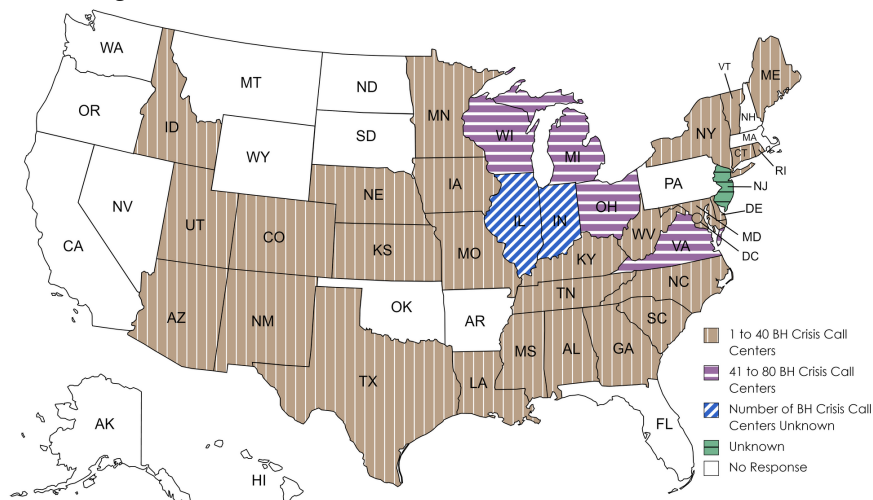 WA
MT
ND
MN
VT
ME
OR
ID
SD
WI
MI
NY
NH
MA
CT
RI
WY
IA
PA
NJ
NV
NE
IL
IN
OH
DE
UT
CO
WV
MD
CA
KS
MO
KY
VA
DC
AZ
NM
OK
AR
TN
NC
SC
MS
AL
GA
TX
LA
FL
AK
HI
1 to 40 BH Crisis Call
Centers
41 to 80 BH Crisis Call
Centers
Number of BH Crisis Call
Centers Unknown
Unknown
No Response